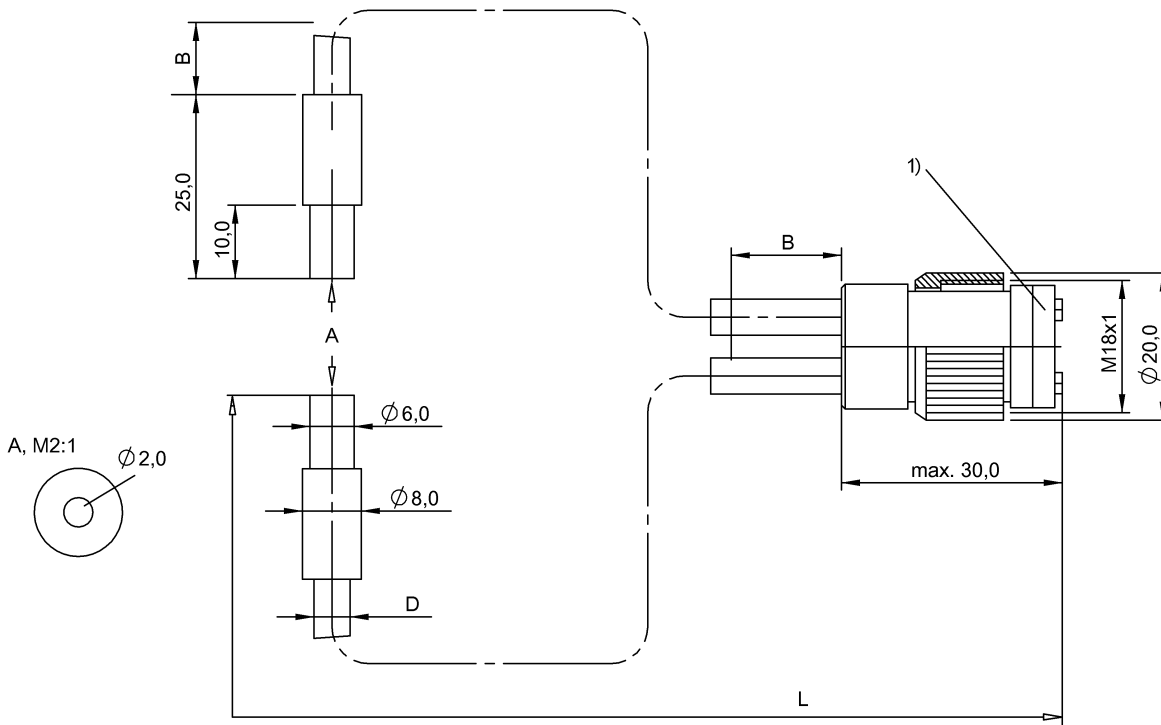 B
25,0
10,0
1)
B
A
M18x1
∅20,0
∅6,0
A, M2:1
∅2,0
max. 30,0
∅8,0
D
L